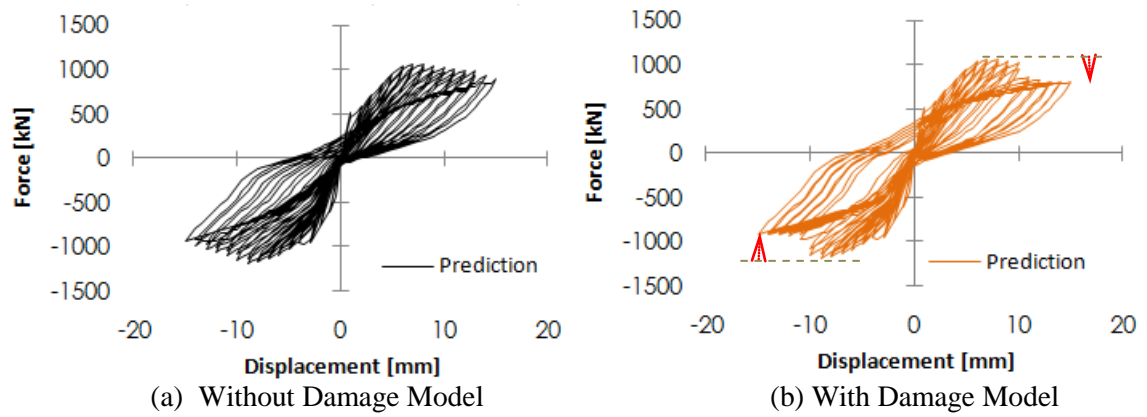 1500
1000
500
0
-500
-1000
-1500
Force [kN]
Prediction
-20 -10 0 10 20
Displacement [mm]
(a) Without Damage Model
1500
1000
500
0
-500
-1000
-1500
Force [kN]
Prediction
-20 -10 0 10 20
Displacement [mm]
(b) With Damage Model